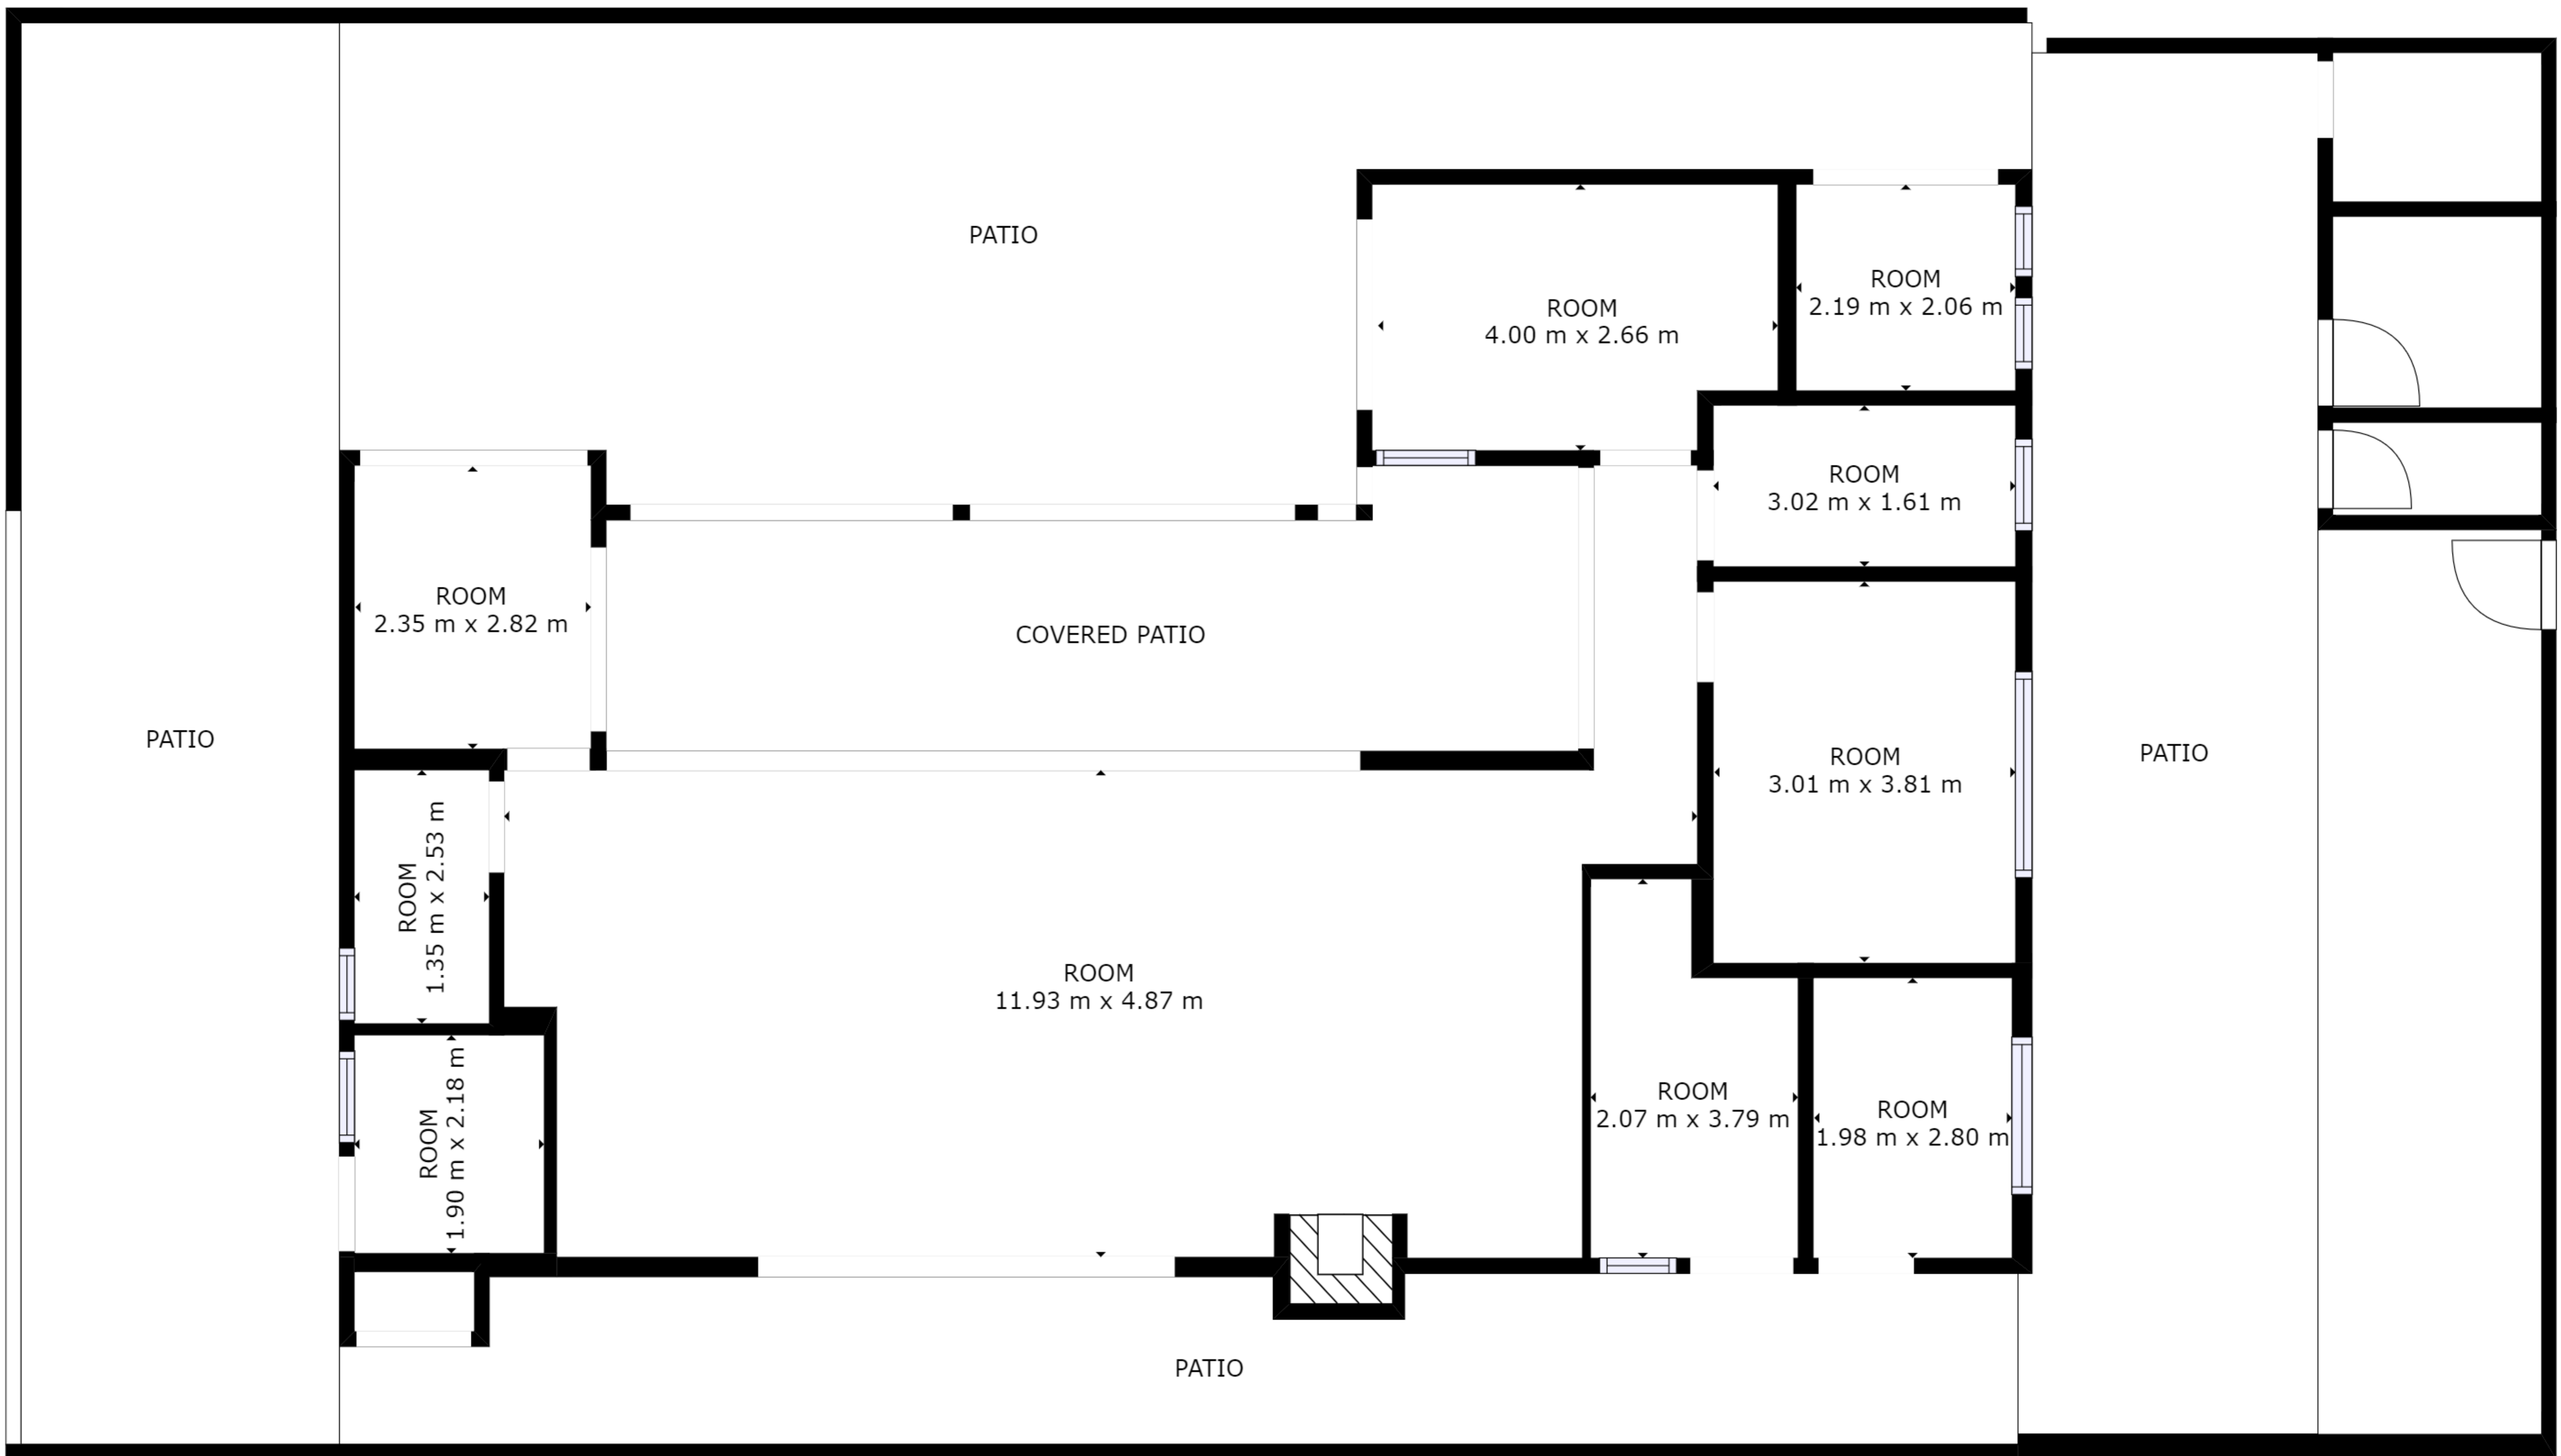 PATIO
ROOM
2.19 m x 2.06 m
ROOM
4.00 m x 2.66 m
ROOM
3.02 m x 1.61 m
ROOM
2.35 m x 2.82 m
COVERED PATIO
PATIO
PATIO
ROOM
3.01 m x 3.81 m
ROOM
1.35 m x 2.53 m
ROOM
11.93 m x 4.87 m
ROOM
2.07 m x 3.79 m
ROOM
1.98 m x 2.80 m
ROOM
1.90 m x 2.18 m
PATIO